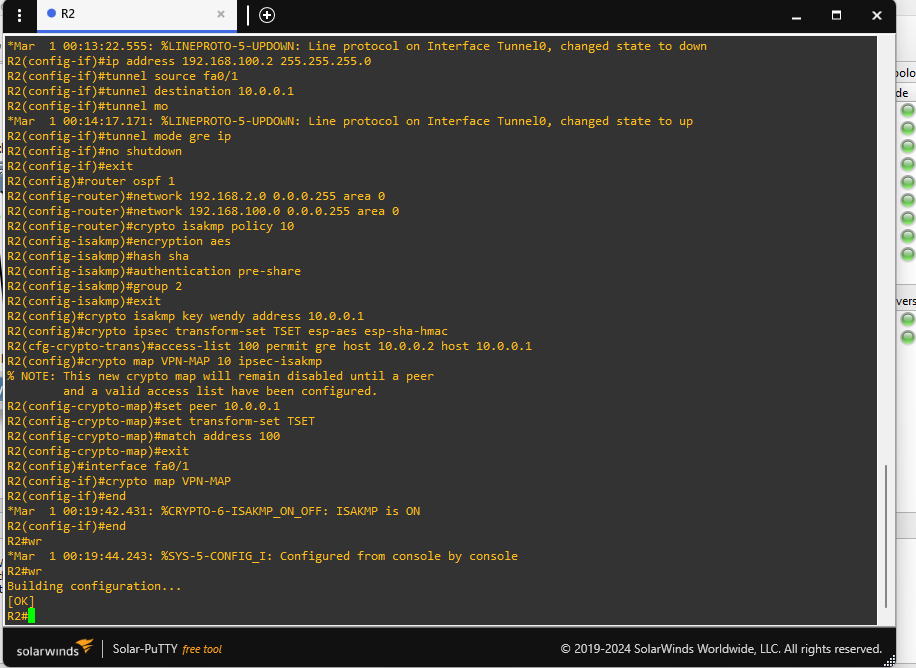 R2
*Mar  1 00:13:22.555: %LINEPROTO-5-UPDOWN: Line protocol on Interface Tunnel0, changed state to down
R2(config-if)#ip address 192.168.100.2 255.255.255.0
R2(config-if)#tunnel source fa0/1
R2(config-if)#tunnel destination 10.0.0.1
R2(config-if)#tunnel mo
*Mar  1 00:14:17.171: %LINEPROTO-5-UPDOWN: Line protocol on Interface Tunnel0, changed state to up
R2(config-if)#tunnel mode gre ip
R2(config-if)#no shutdown
R2(config-if)#exit
R2(config)#router ospf 1
R2(config-router)#network 192.168.2.0 0.0.0.255 area 0
R2(config-router)#network 192.168.100.0 0.0.0.255 area 0
R2(config-router)#crypto isakmp policy 10
R2(config-isakmp)#encryption aes
R2(config-isakmp)#hash sha
R2(config-isakmp)#authentication pre-share
R2(config-isakmp)#group 2
R2(config-isakmp)#exit
R2(config)#crypto isakmp key wendy address 10.0.0.1
R2(config)#crypto ipsec transform-set TSET esp-aes esp-sha-hmac
R2(cfg-crypto-trans)#access-list 100 permit gre host 10.0.0.2 host 10.0.0.1
R2(config)#crypto map VPN-MAP 10 ipsec-isakmp
% NOTE: This new crypto map will remain disabled until a peer
        and a valid access list have been configured.
R2(config-crypto-map)#set peer 10.0.0.1
R2(config-crypto-map)#set transform-set TSET
R2(config-crypto-map)#match address 100
R2(config-crypto-map)#exit
R2(config)#interface fa0/1
R2(config-if)#crypto map VPN-MAP
R2(config-if)#end
*Mar  1 00:19:42.431: %CRYPTO-6-ISAKMP_ON_OFF: ISAKMP is ON
R2(config-if)#end
R2#wr
*Mar  1 00:19:44.243: %SYS-5-CONFIG_I: Configured from console by console
R2#wr
Building configuration...
[OK]
R2#
solarwinds Solar-PuTTY free tool © 2019-2024 SolarWinds Worldwide, LLC. All rights reserved.